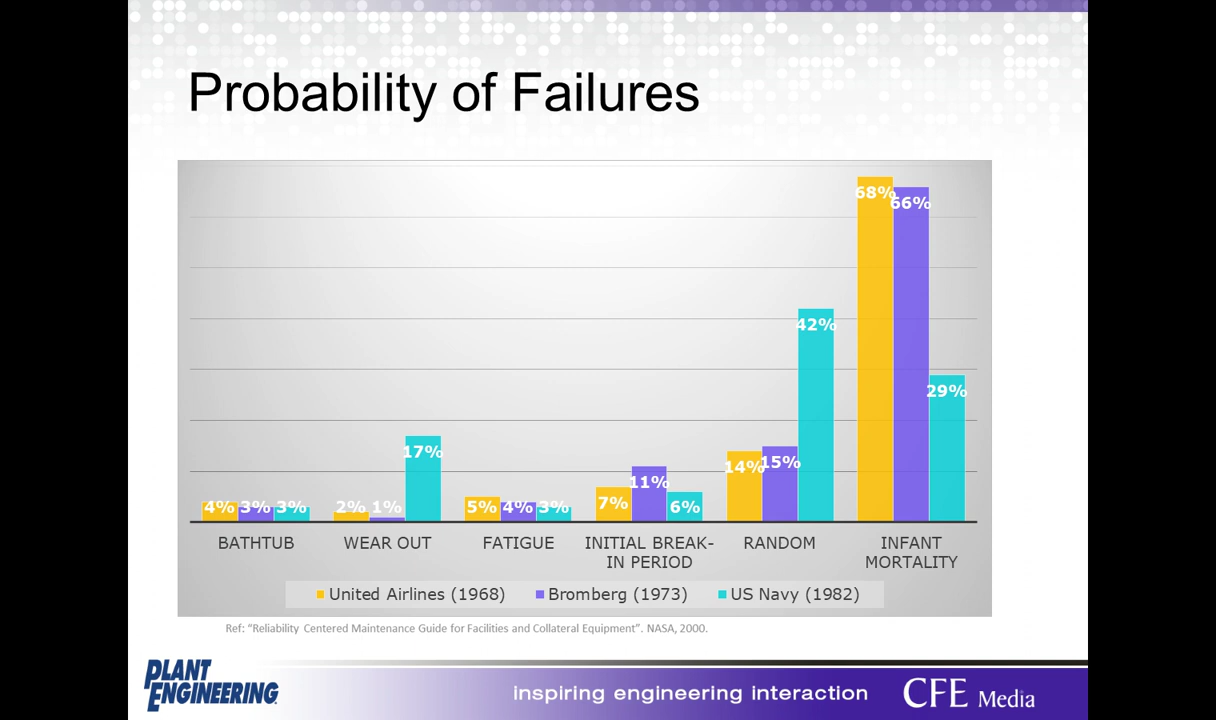 Probability of Failures
68%
66%
42%
29%
17%
14%
15%
11%
4%
3%
3%
2%
1%
5%
4%
3%
7%
6%
BATHTUB
WEAR OUT
FATIGUE
INITIAL BREAK-
IN PERIOD
RANDOM
INFANT
MORTALITY
United Airlines (1968)
Bromberg (1973)
US Navy (1982)
Ref: "Reliability Centered Maintenance Guide for Facilities and Collateral Equipment". NASA, 2000.
PLANT
ENGINEERING
inspiring engineering interaction
CFE Media